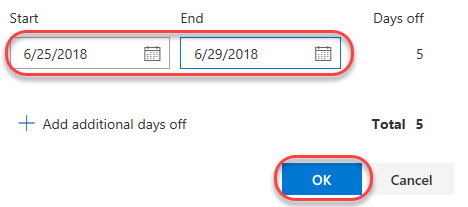 Start End Days off
6/25/2018 6/29/2018 5
Add additional days off Total 5
OK Cancel